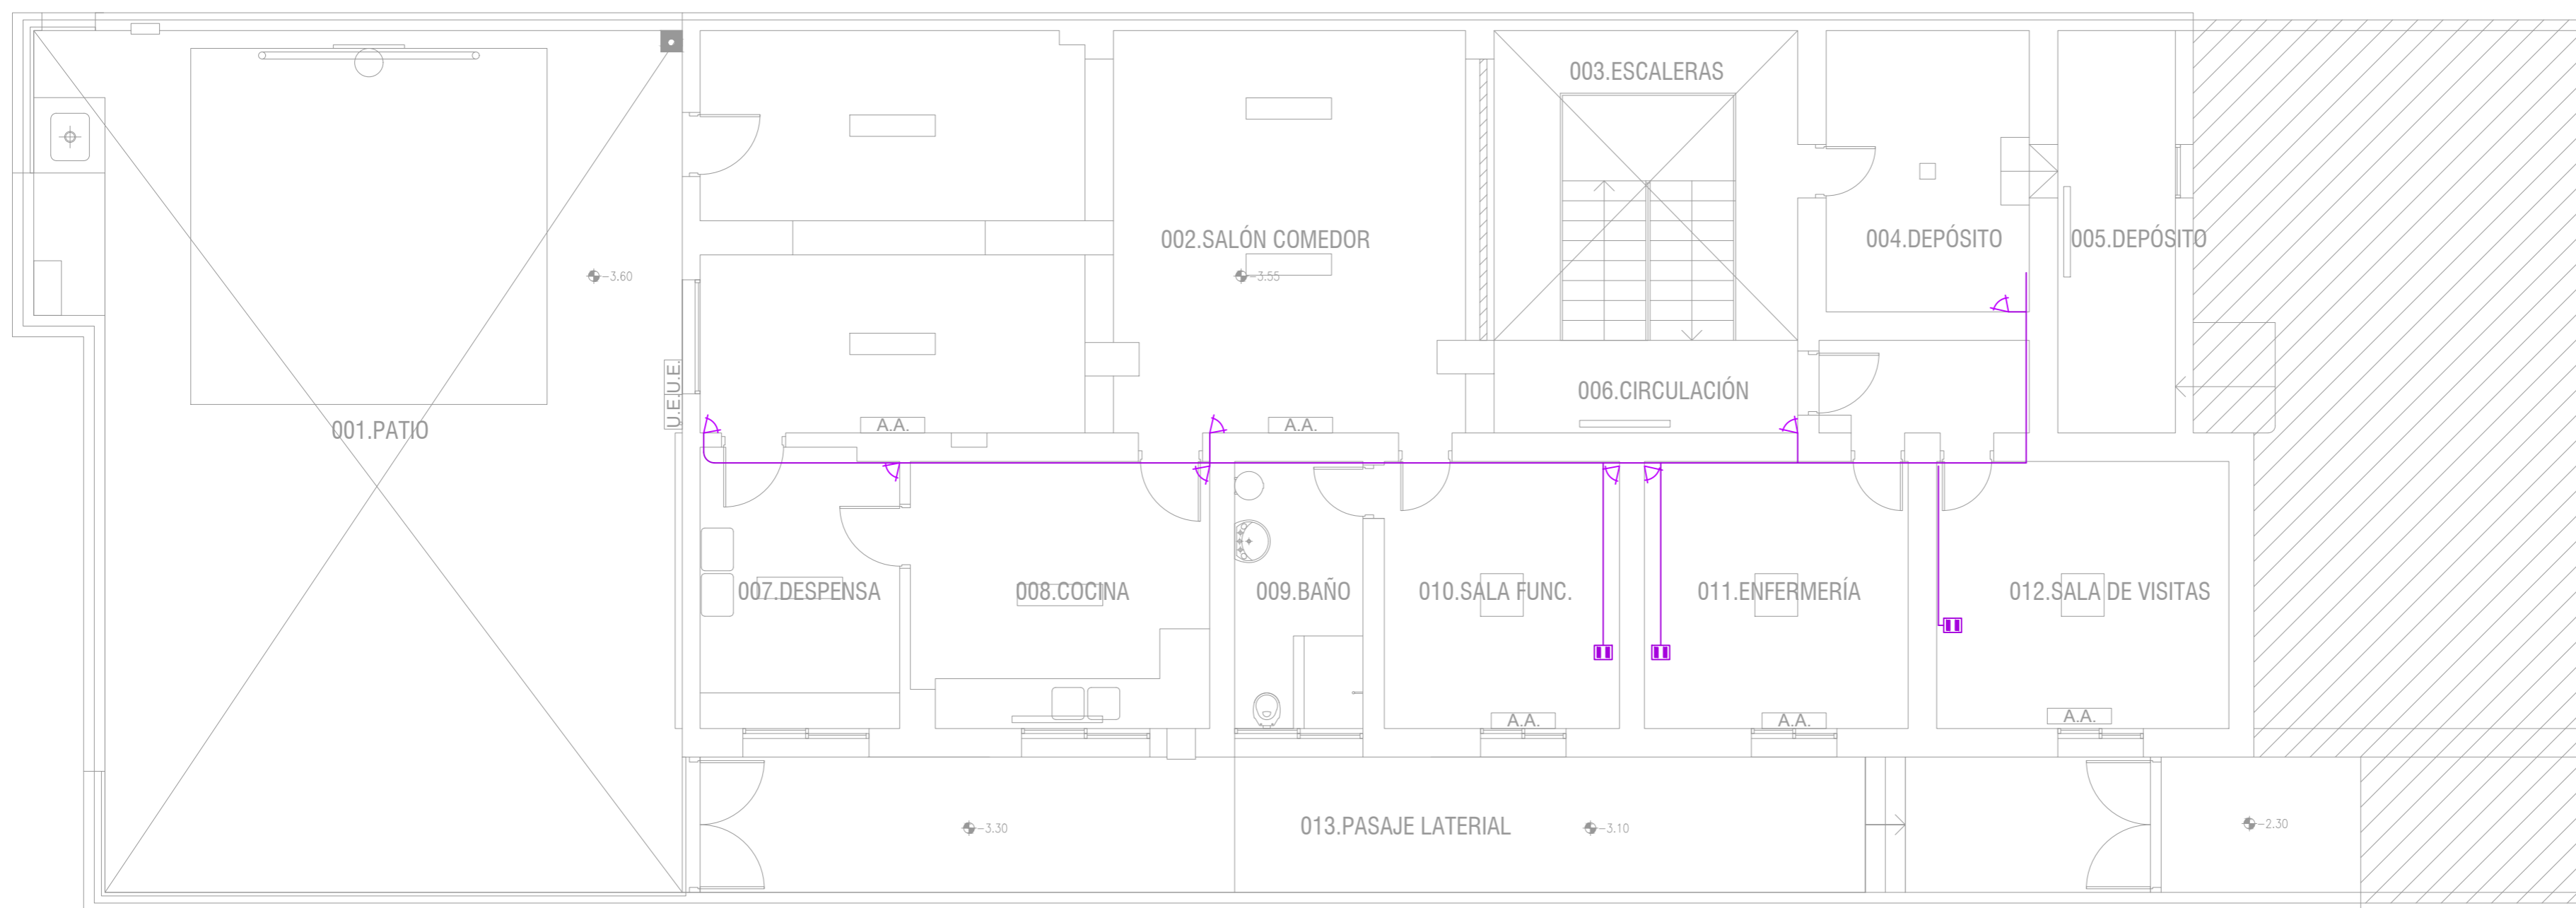 003.ESCALERAS
002.SALÓN COMEDOR
004.DEPÓSITO
005.DEPÓSITO
-3.60
-3.55
U.E.
U.E.
006.CIRCULACIÓN
001.PATIO
A.A.
A.A.
007.DESPENSA
008.COCINA
009.BAÑO
010.SALA FUNC.
011.ENFERMERÍA
012.SALA DE VISITAS
A.A.
A.A.
A.A.
-3.30
013.PASAJE LATERIAL
-3.10
-2.30